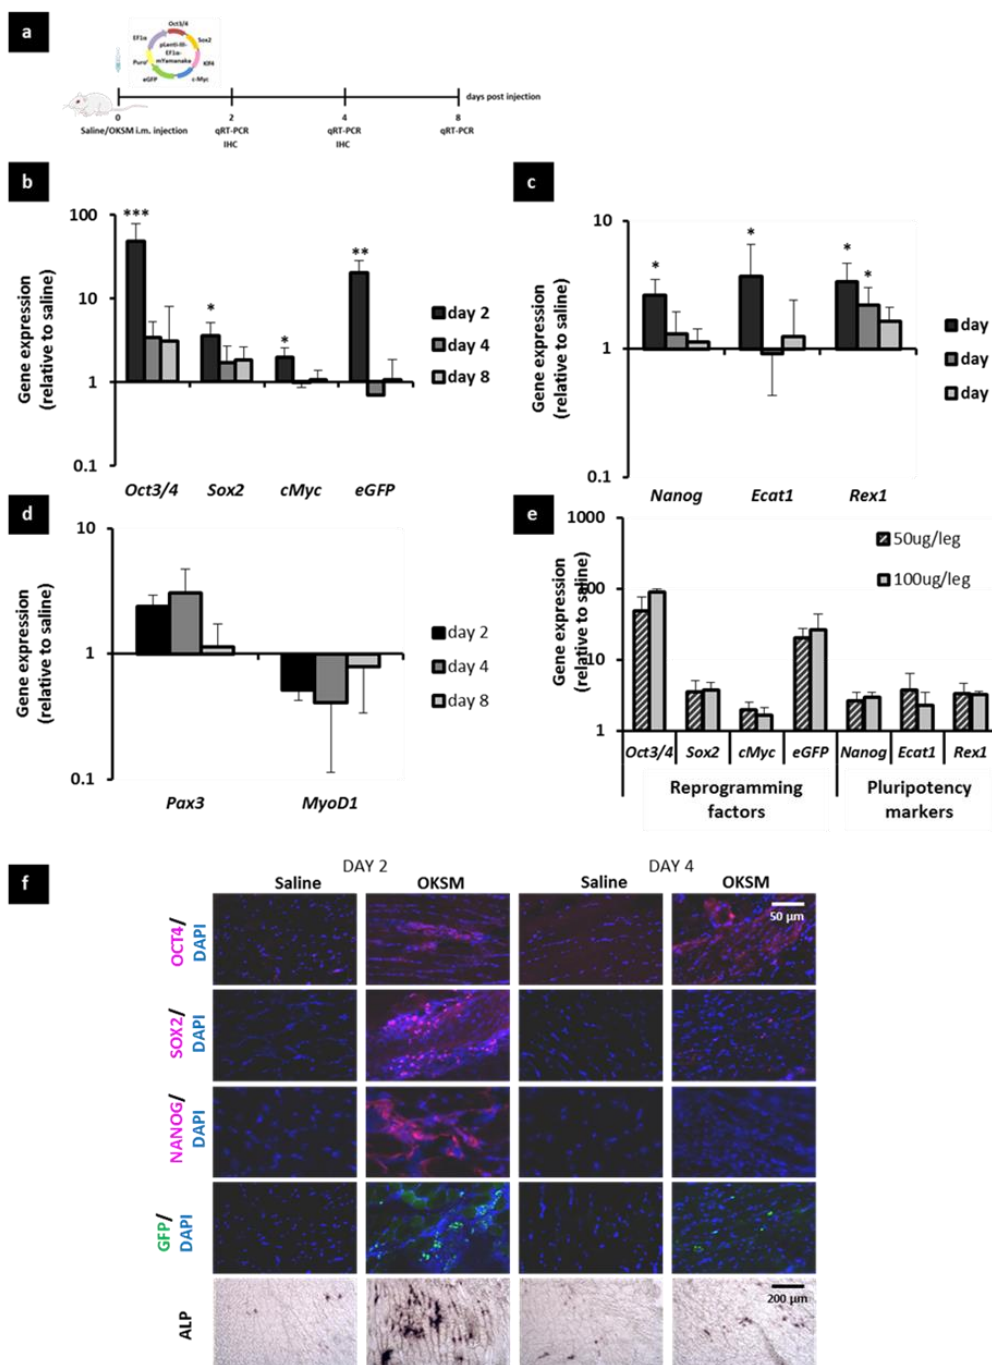 a
Oct3/4
EF1α
Sox2
pLenti-III-
EF1α-
mYamanaka
Puroʳ
Klf4
eGFP
c-Myc
days post injection
0
2
4
8
Saline/OKSM i.m. injection
qRT-PCR
qRT-PCR
qRT-PCR
IHC
IHC
b
Gene expression
(relative to saline)
100
10
1
0.1
***
*
*
**
day 2
day 4
day 8
Oct3/4
Sox2
cMyc
eGFP
c
Gene expression
(relative to saline)
10
1
0.1
*
*
*
*
day
day
day
Nanog
Ecat1
Rex1
d
Gene expression
(relative to saline)
10
1
0.1
day 2
day 4
day 8
Pax3
MyoD1
e
Gene expression
(relative to saline)
1000
100
10
1
50ug/leg
100ug/leg
Oct3/4
Sox2
cMyc
eGFP
Nanog
Ecat1
Rex1
Reprogramming
factors
Pluripotency
markers
f
DAY 2
DAY 4
Saline
OKSM
Saline
OKSM
OCT4/
DAPI
50 µm
SOX2/
DAPI
NANOG/
DAPI
GFP/
DAPI
ALP
200 µm